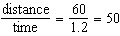 distance/time = 60/1.2 = 50